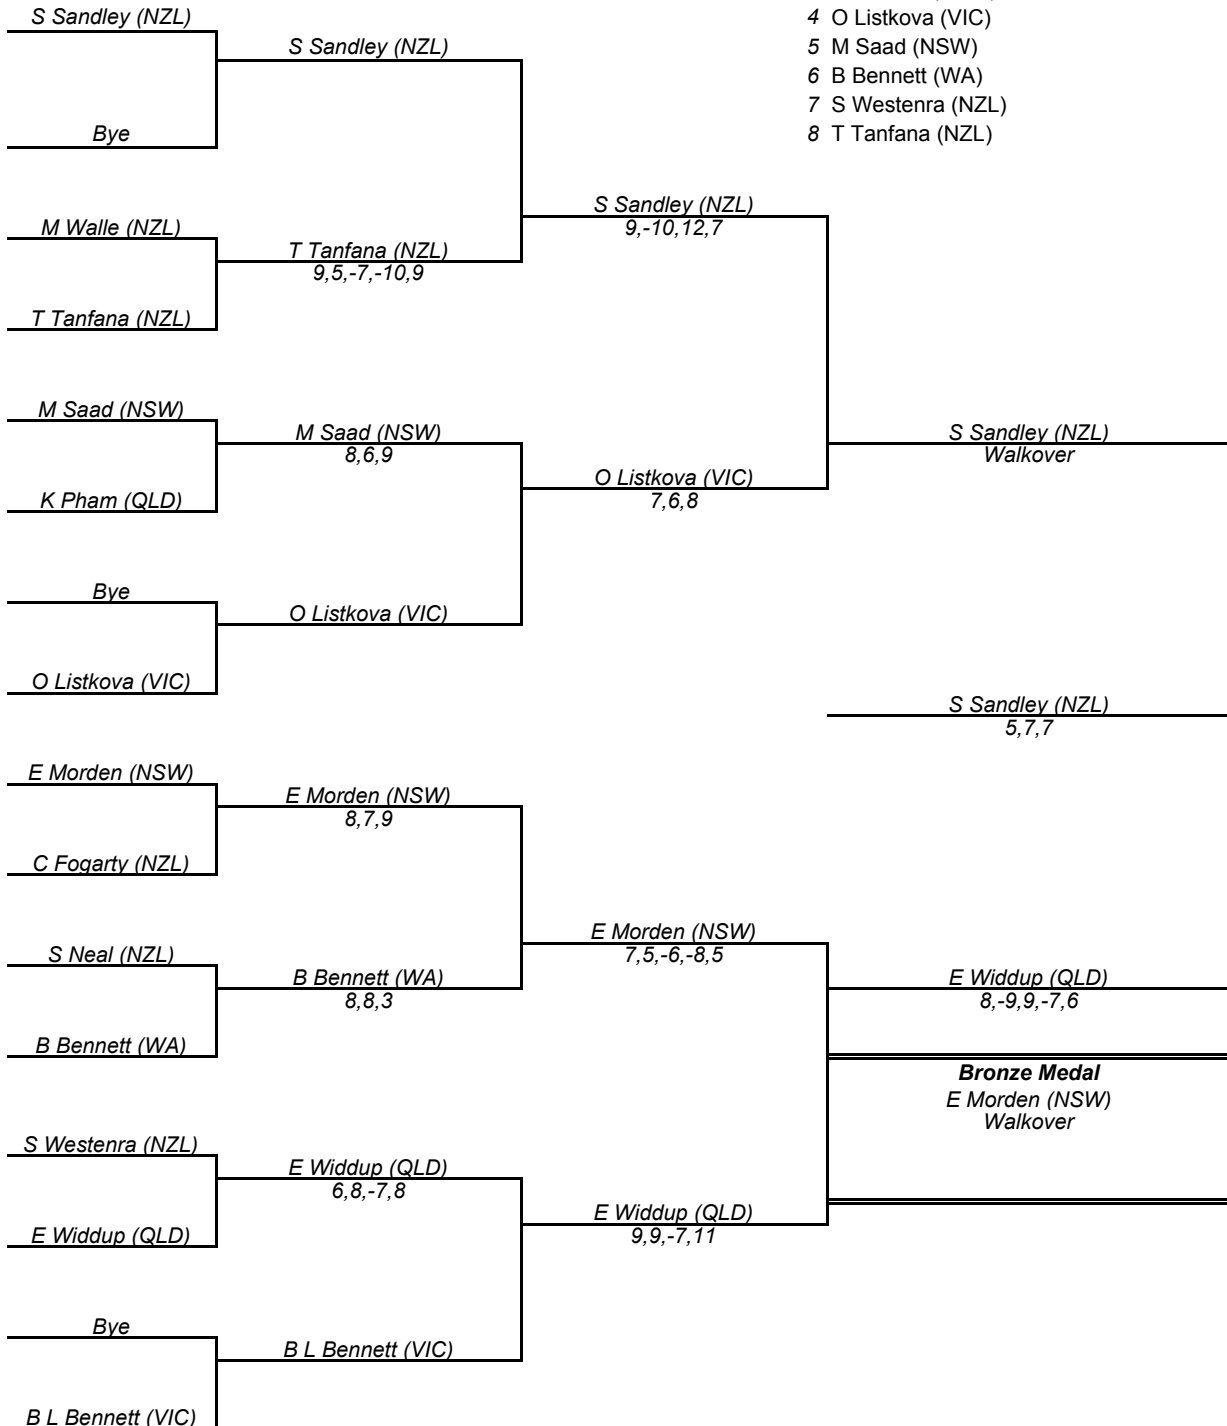 4 O Listkova (VIC)
5 M Saad (NSW)
6 B Bennett (WA)
7 S Westenra (NZL)
8 T Tanfana (NZL)
S Sandley (NZL)
Bye
M Walle (NZL)
T Tanfana (NZL)
M Saad (NSW)
K Pham (QLD)
Bye
O Listkova (VIC)
E Morden (NSW)
C Fogarty (NZL)
S Neal (NZL)
B Bennett (WA)
S Westenra (NZL)
E Widdup (QLD)
Bye
B L Bennett (VIC)
S Sandley (NZL)
T Tanfana (NZL)
9,5,-7,-10,9
M Saad (NSW)
8,6,9
O Listkova (VIC)
E Morden (NSW)
8,7,9
B Bennett (WA)
8,8,3
E Widdup (QLD)
6,8,-7,8
B L Bennett (VIC)
S Sandley (NZL)
9,-10,12,7
O Listkova (VIC)
7,6,8
E Morden (NSW)
7,5,-6,-8,5
E Widdup (QLD)
9,9,-7,11
S Sandley (NZL)
Walkover
S Sandley (NZL)
5,7,7
E Widdup (QLD)
8,-9,9,-7,6
Bronze Medal
E Morden (NSW)
Walkover